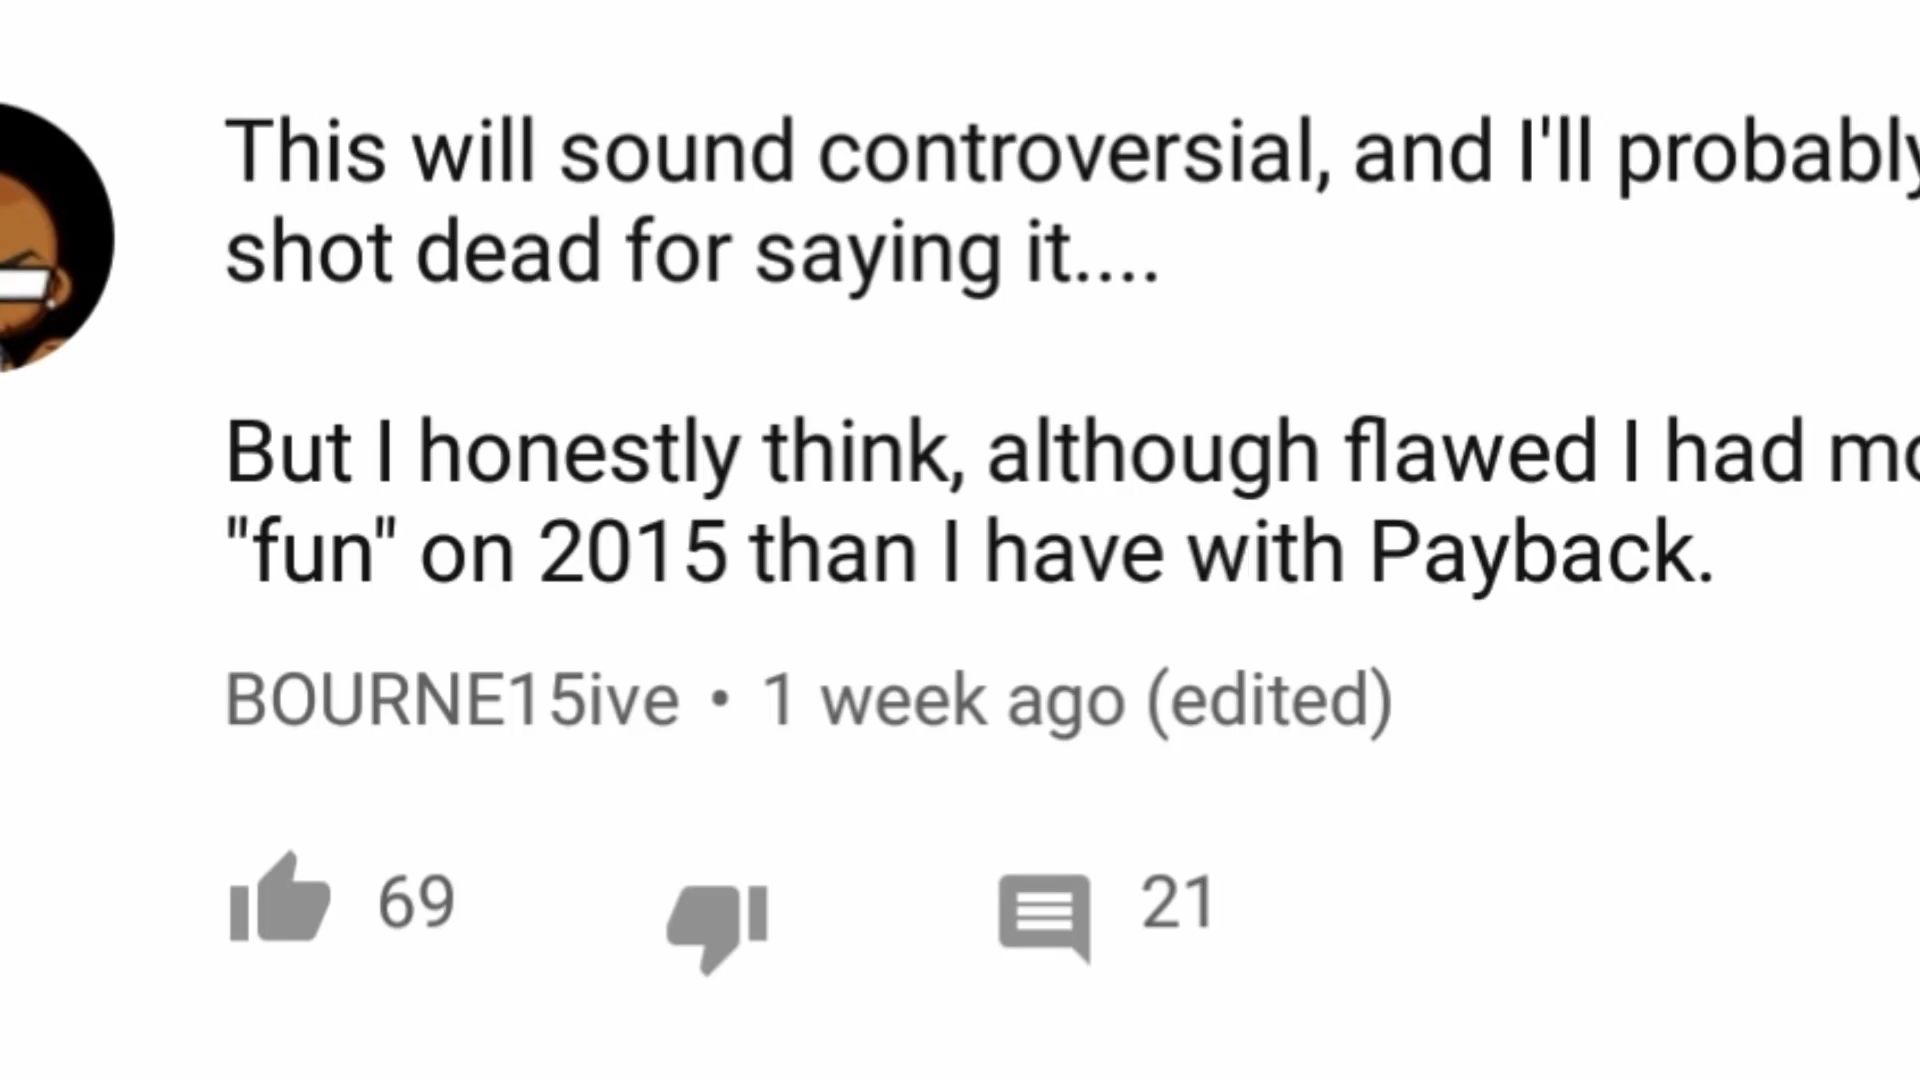 This will sound controversial, and I'll probably
shot dead for saying it....
But I honestly think, although flawed I had
"fun" on 2015 than I have with Payback.
BOURNE15ive • 1 week ago (edited)
69
21